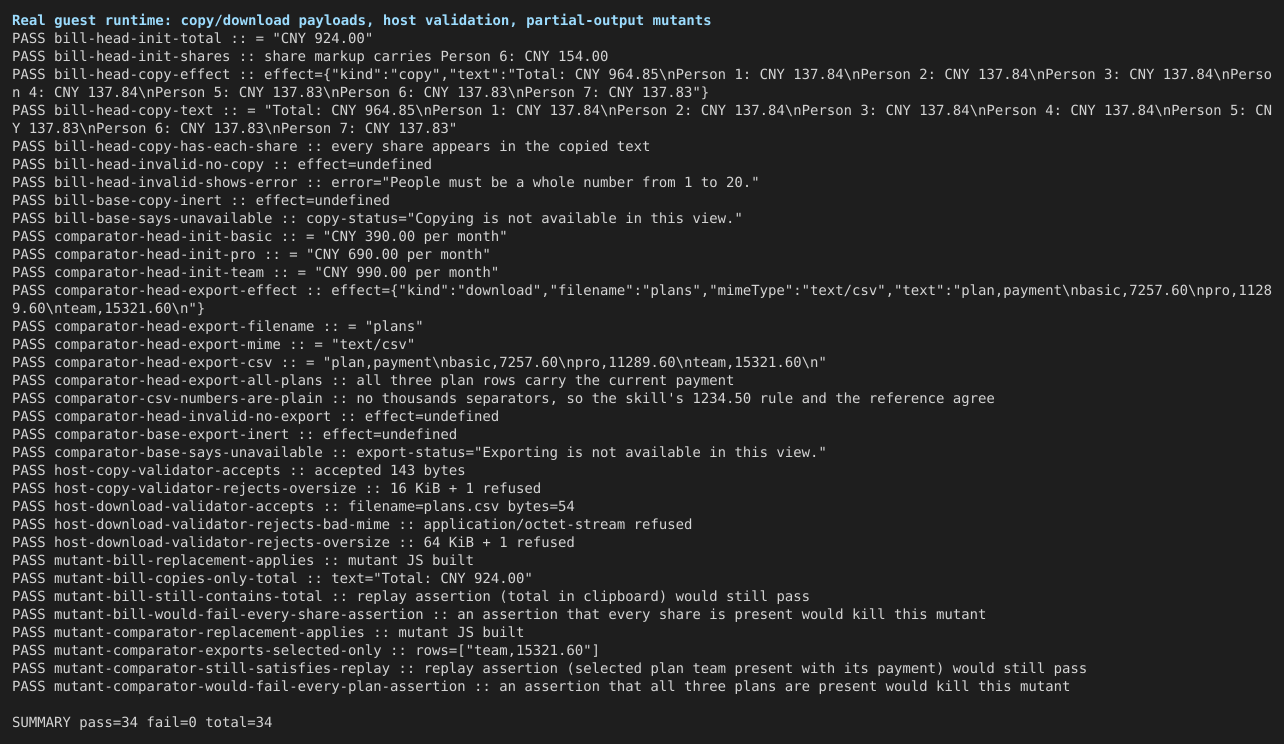 Real guest runtime: copy/download payloads, host validation, partial-output mutants
PASS bill-head-init-total :: = "CNY 924.00"
PASS bill-head-init-shares :: share markup carries Person 6: CNY 154.00
PASS bill-head-copy-effect :: effect={"kind":"copy","text":"Total: CNY 964.85\nPerson 1: CNY 137.84\nPerson 2: CNY 137.84\nPerson 3: CNY 137.84\nPerso
n 4: CNY 137.84\nPerson 5: CNY 137.83\nPerson 6: CNY 137.83\nPerson 7: CNY 137.83"}
PASS bill-head-copy-text :: = "Total: CNY 964.85\nPerson 1: CNY 137.84\nPerson 2: CNY 137.84\nPerson 3: CNY 137.84\nPerson 4: CNY 137.84\nPerson 5: CN
Y 137.83\nPerson 6: CNY 137.83\nPerson 7: CNY 137.83"
PASS bill-head-copy-has-each-share :: every share appears in the copied text
PASS bill-head-invalid-no-copy :: effect=undefined
PASS bill-head-invalid-shows-error :: error="People must be a whole number from 1 to 20."
PASS bill-base-copy-inert :: effect=undefined
PASS bill-base-says-unavailable :: copy-status="Copying is not available in this view."
PASS comparator-head-init-basic :: = "CNY 390.00 per month"
PASS comparator-head-init-pro :: = "CNY 690.00 per month"
PASS comparator-head-init-team :: = "CNY 990.00 per month"
PASS comparator-head-export-effect :: effect={"kind":"download","filename":"plans","mimeType":"text/csv","text":"plan,payment\nbasic,7257.60\npro,1128
9.60\nteam,15321.60\n"}
PASS comparator-head-export-filename :: = "plans"
PASS comparator-head-export-mime :: = "text/csv"
PASS comparator-head-export-csv :: = "plan,payment\nbasic,7257.60\npro,11289.60\nteam,15321.60\n"
PASS comparator-head-export-all-plans :: all three plan rows carry the current payment
PASS comparator-csv-numbers-are-plain :: no thousands separators, so the skill's 1234.50 rule and the reference agree
PASS comparator-head-invalid-no-export :: effect=undefined
PASS comparator-base-export-inert :: effect=undefined
PASS comparator-base-says-unavailable :: export-status="Exporting is not available in this view."
PASS host-copy-validator-accepts :: accepted 143 bytes
PASS host-copy-validator-rejects-oversize :: 16 KiB + 1 refused
PASS host-download-validator-accepts :: filename=plans.csv bytes=54
PASS host-download-validator-rejects-bad-mime :: application/octet-stream refused
PASS host-download-validator-rejects-oversize :: 64 KiB + 1 refused
PASS mutant-bill-replacement-applies :: mutant JS built
PASS mutant-bill-copies-only-total :: text="Total: CNY 924.00"
PASS mutant-bill-still-contains-total :: replay assertion (total in clipboard) would still pass
PASS mutant-bill-would-fail-every-share-assertion :: an assertion that every share is present would kill this mutant
PASS mutant-comparator-replacement-applies :: mutant JS built
PASS mutant-comparator-exports-selected-only :: rows=["team,15321.60"]
PASS mutant-comparator-still-satisfies-replay :: replay assertion (selected plan team present with its payment) would still pass
PASS mutant-comparator-would-fail-every-plan-assertion :: an assertion that all three plans are present would kill this mutant
SUMMARY pass=34 fail=0 total=34